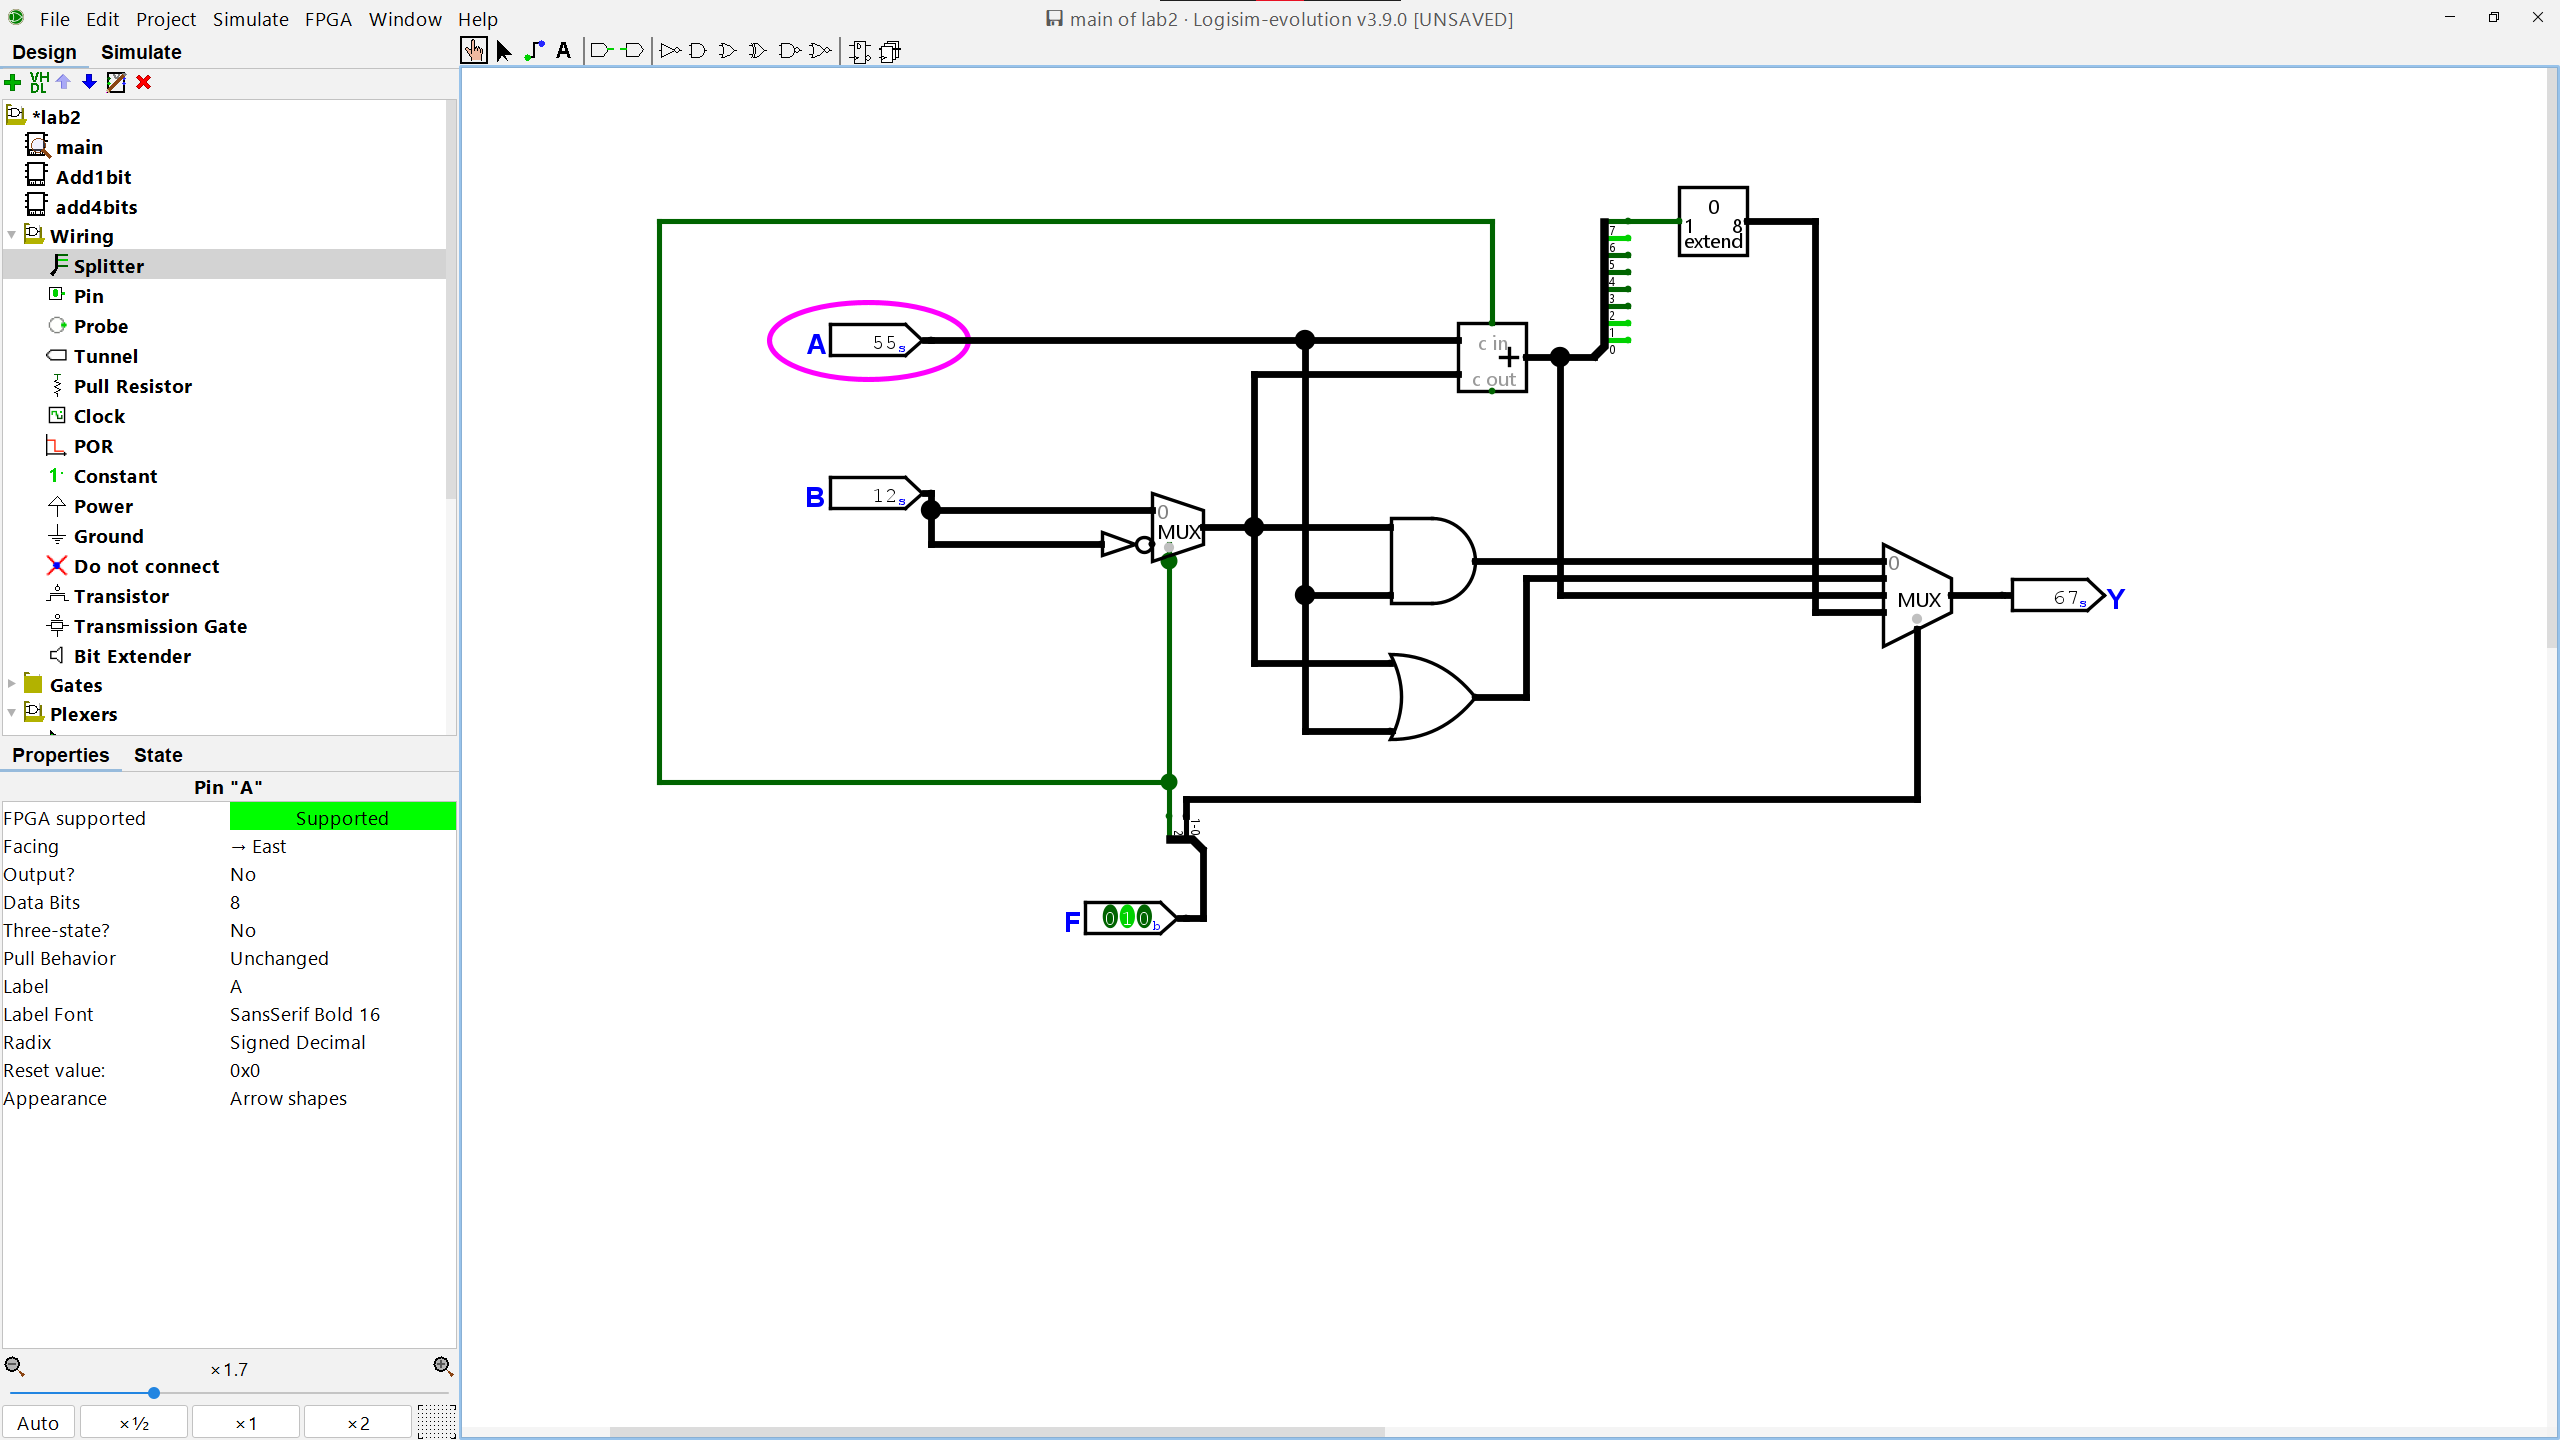 File Edit Project Simulate FPGA Window Help
main of lab2 · Logisim-evolution v3.9.0 [UNSAVED]
Design Simulate
A
VH
DL
*lab2
main
Add1bit
add4bits
Wiring
Splitter
Pin
Probe
Tunnel
Pull Resistor
Clock
POR
Constant
Power
Ground
Do not connect
Transistor
Transmission Gate
Bit Extender
Gates
Plexers
Properties State
Pin "A"
FPGA supported Supported
Facing → East
Output? No
Data Bits 8
Three-state? No
Pull Behavior Unchanged
Label A
Label Font SansSerif Bold 16
Radix Signed Decimal
Reset value: 0x0
Appearance Arrow shapes
×1.7
Auto ×½ ×1 ×2
0
1 8
extend
7
6
5
4
3
2
1
0
A 55s
c in
+
c out
B 12s
0
MUX
0
MUX
67s Y
2 1-0
F 010b